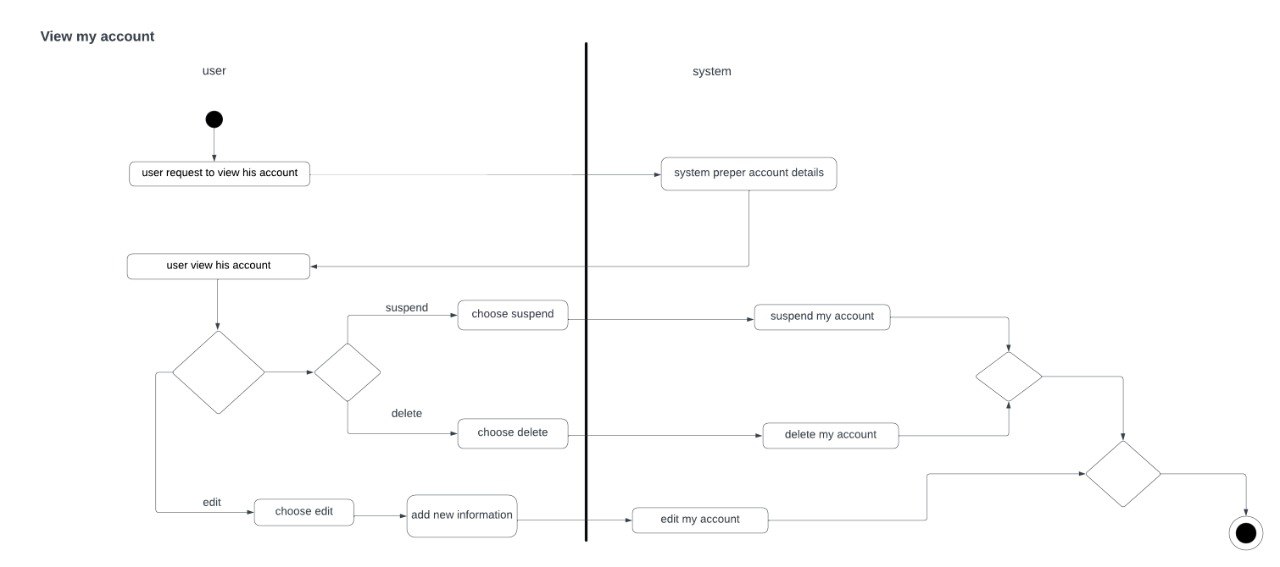 View my account
user
system
user request to view his account
system preper account details
user view his account
suspend
choose suspend
suspend my account
delete
choose delete
delete my account
edit
choose edit
add new information
edit my account